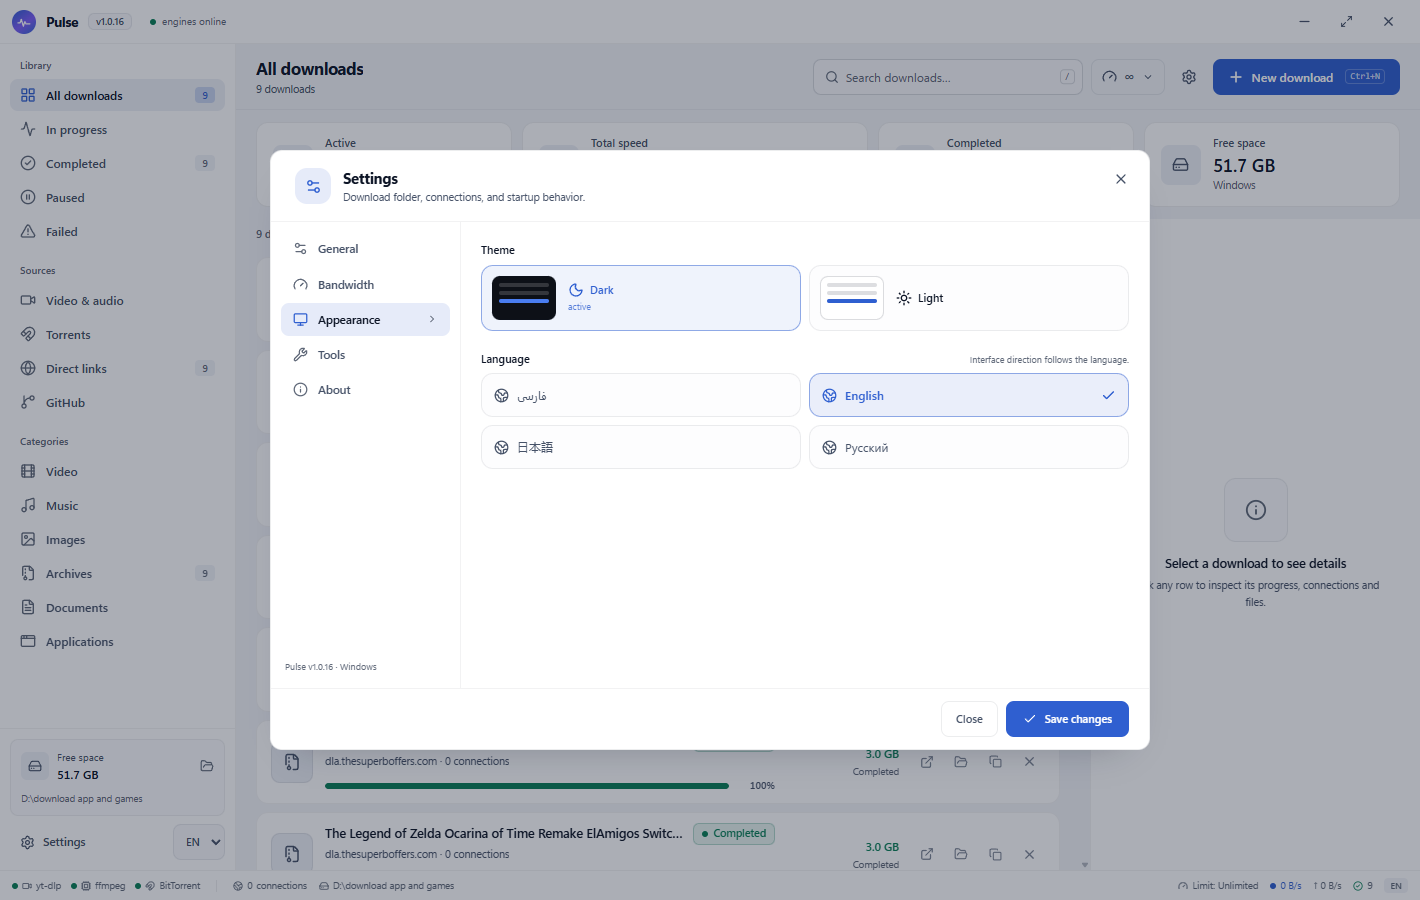 Pulse
v1.0.16
engines online
Library
All downloads
9
In progress
Completed
9
Paused
Failed
Sources
Video & audio
Torrents
Direct links
9
GitHub
Categories
Video
Music
Images
Archives
9
Documents
Applications
Free space
51.7 GB
D:\download app and games
Settings
EN
All downloads
9 downloads
Search downloads...
/
∞
New download
Ctrl+N
Active
Total speed
Completed
Free space
51.7 GB
Windows
9 d
Settings
Download folder, connections, and startup behavior.
General
Bandwidth
Appearance
Tools
About
Pulse v1.0.16 · Windows
Theme
Dark
active
Light
Language
Interface direction follows the language.
فارسی
English
日本語
Русский
Close
Save changes
Select a download to see details
any row to inspect its progress, connections and
files.
3.0 GB
dla.thesuperboffers.com · 0 connections
Completed
100%
The Legend of Zelda Ocarina of Time Remake ElAmigos Switc...
Completed
dla.thesuperboffers.com · 0 connections
3.0 GB
Completed
yt-dlp
ffmpeg
BitTorrent
0 connections
D:\download app and games
Limit: Unlimited
0 B/s
↑ 0 B/s
9
EN